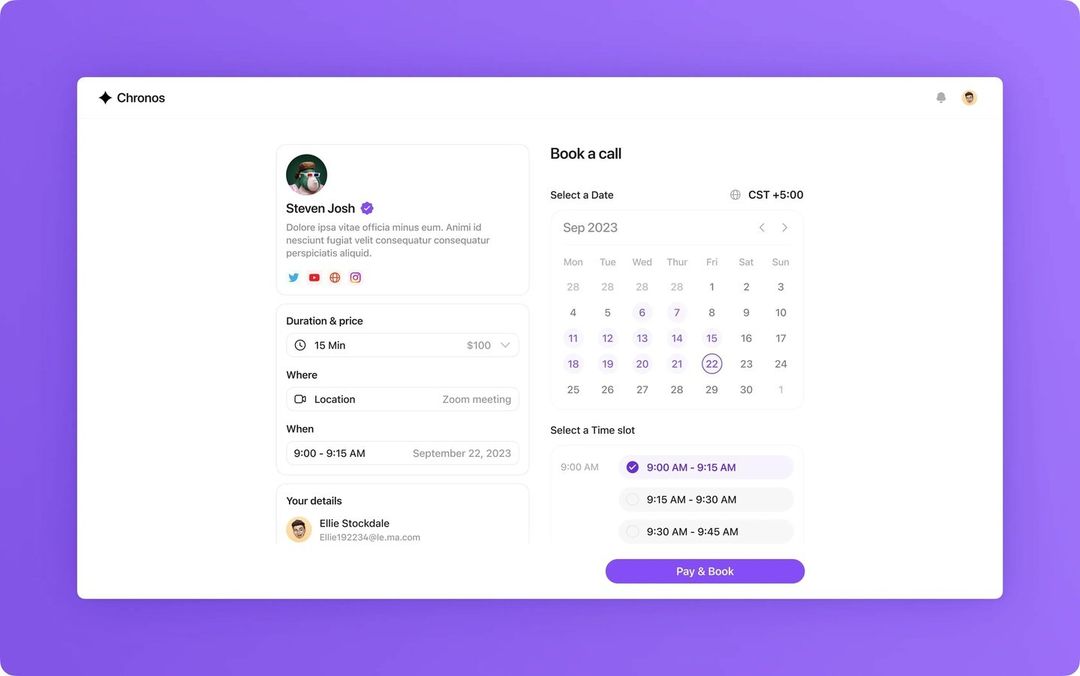 Chronos
Steven Josh
Dolore ipsa vitae officia minus eum. Animi id
nesciunt fugiat velit consequatur consequatur
perspiciatis aliquid.
Duration & price
15 Min $100
Where
Location Zoom meeting
When
9:00 - 9:15 AM September 22, 2023
Your details
Ellie Stockdale
Ellie192234@le.ma.com
Book a call
Select a Date CST +5:00
Sep 2023
Mon Tue Wed Thur Fri Sat Sun
28 28 28 28 1 2 3
4 5 6 7 8 9 10
11 12 13 14 15 16 17
18 19 20 21 22 23 24
25 26 27 28 29 30 1
Select a Time slot
9:00 AM 9:00 AM - 9:15 AM
9:15 AM - 9:30 AM
9:30 AM - 9:45 AM
Pay & Book